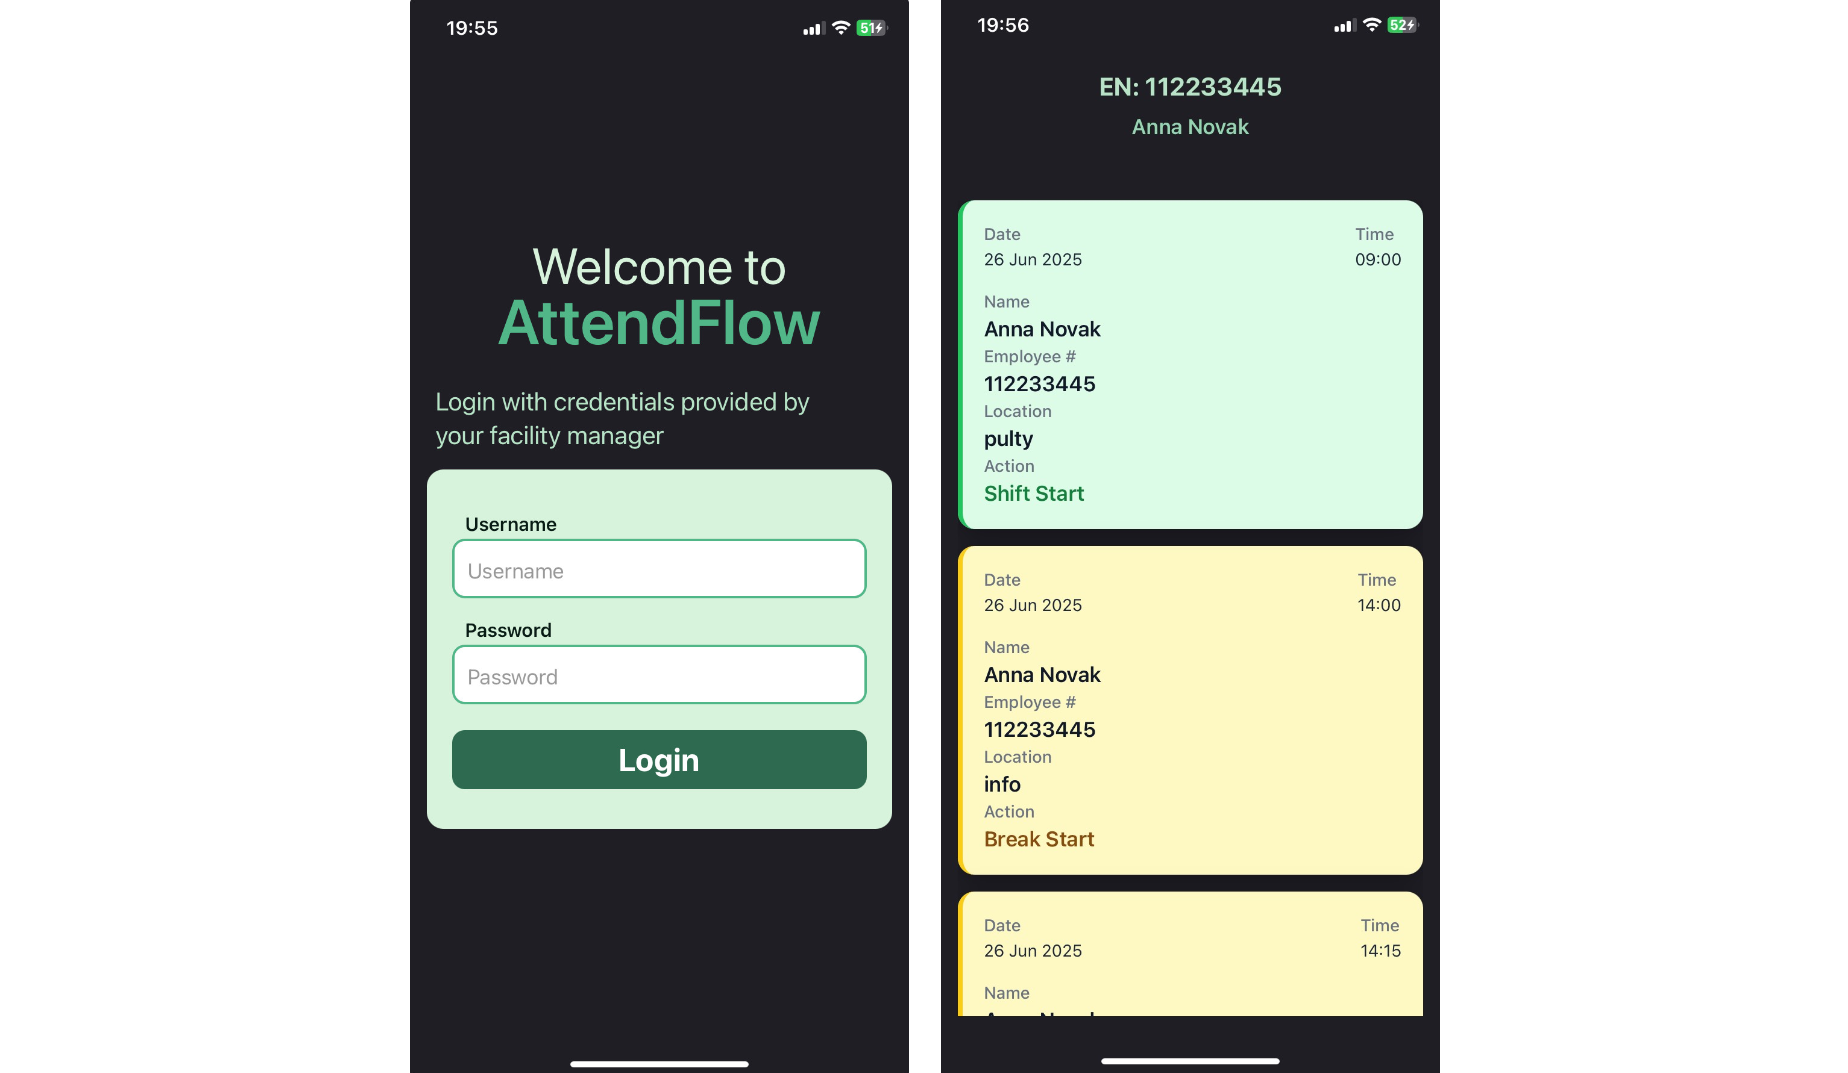 19:55
51
Welcome to
AttendFlow
Login with credentials provided by
your facility manager
Username
Username
Password
Password
Login
19:56
52
EN: 112233445
Anna Novak
Date Time
26 Jun 2025 09:00
Name
Anna Novak
Employee #
112233445
Location
pulty
Action
Shift Start
Date Time
26 Jun 2025 14:00
Name
Anna Novak
Employee #
112233445
Location
info
Action
Break Start
Date Time
26 Jun 2025 14:15
Name